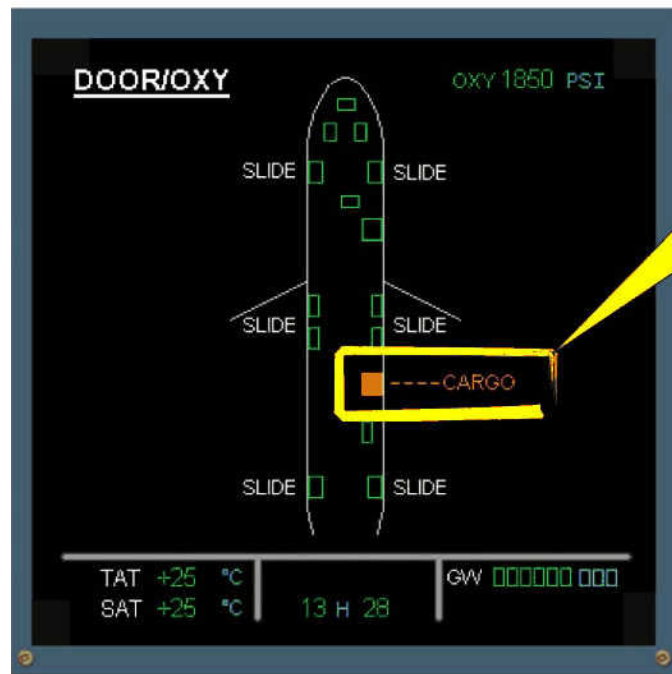 DOOR/OXY OXY 1850 PSI
SLIDE SLIDE
SLIDE SLIDE
----CARGO
SLIDE SLIDE
TAT +25 °C GW
SAT +25 °C 13 H 28